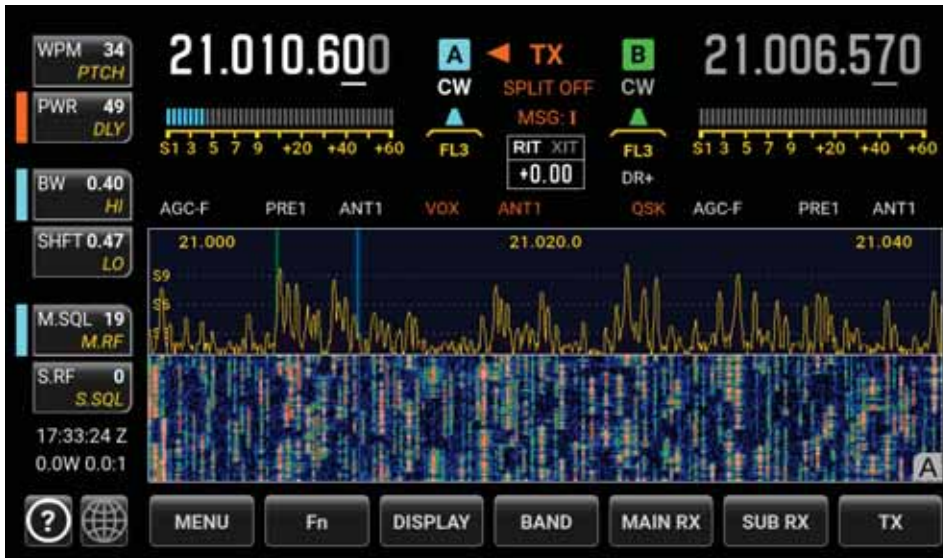 WPM 34
PTCH
PWR 49
DLY
BW 0.40
HI
SHFT 0.47
LO
M.SQL 19
M.RF
S.RF 0
S.SQL
17:33:24 Z
0.0W 0.0:1
21.010.600
A TX B
CW SPLIT OFF CW
MSG: I
21.006.570
S1 3 5 7 9 +20 +40 +60
FL3 RIT XIT FL3
+0.00 DR+
S1 3 5 7 9 +20 +40 +60
AGC-F PRE1 ANT1 VOX ANT1 QSK AGC-F PRE1 ANT1
21.000 21.020.0 21.040
S9
A
?
MENU Fn DISPLAY BAND MAIN RX SUB RX TX